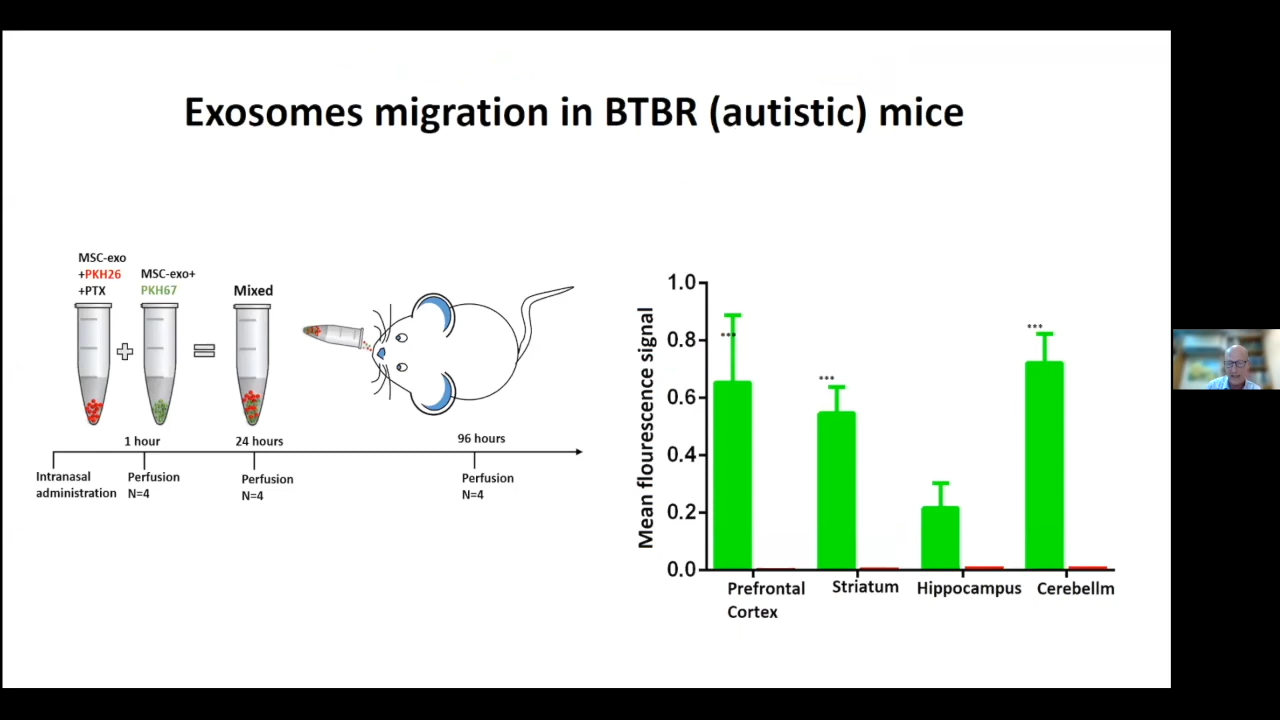 Exosomes migration in BTBR (autistic) mice
MSC-exo
+PKH26
+PTX
MSC-exo+
PKH67
Mixed
1 hour
24 hours
96 hours
Intranasal
administration
Perfusion
N=4
Perfusion
N=4
Perfusion
N=4
Mean flourescence signal
1.0
0.8
0.6
0.4
0.2
0.0
***
***
***
Prefrontal
Cortex
Striatum
Hippocampus
Cerebellm